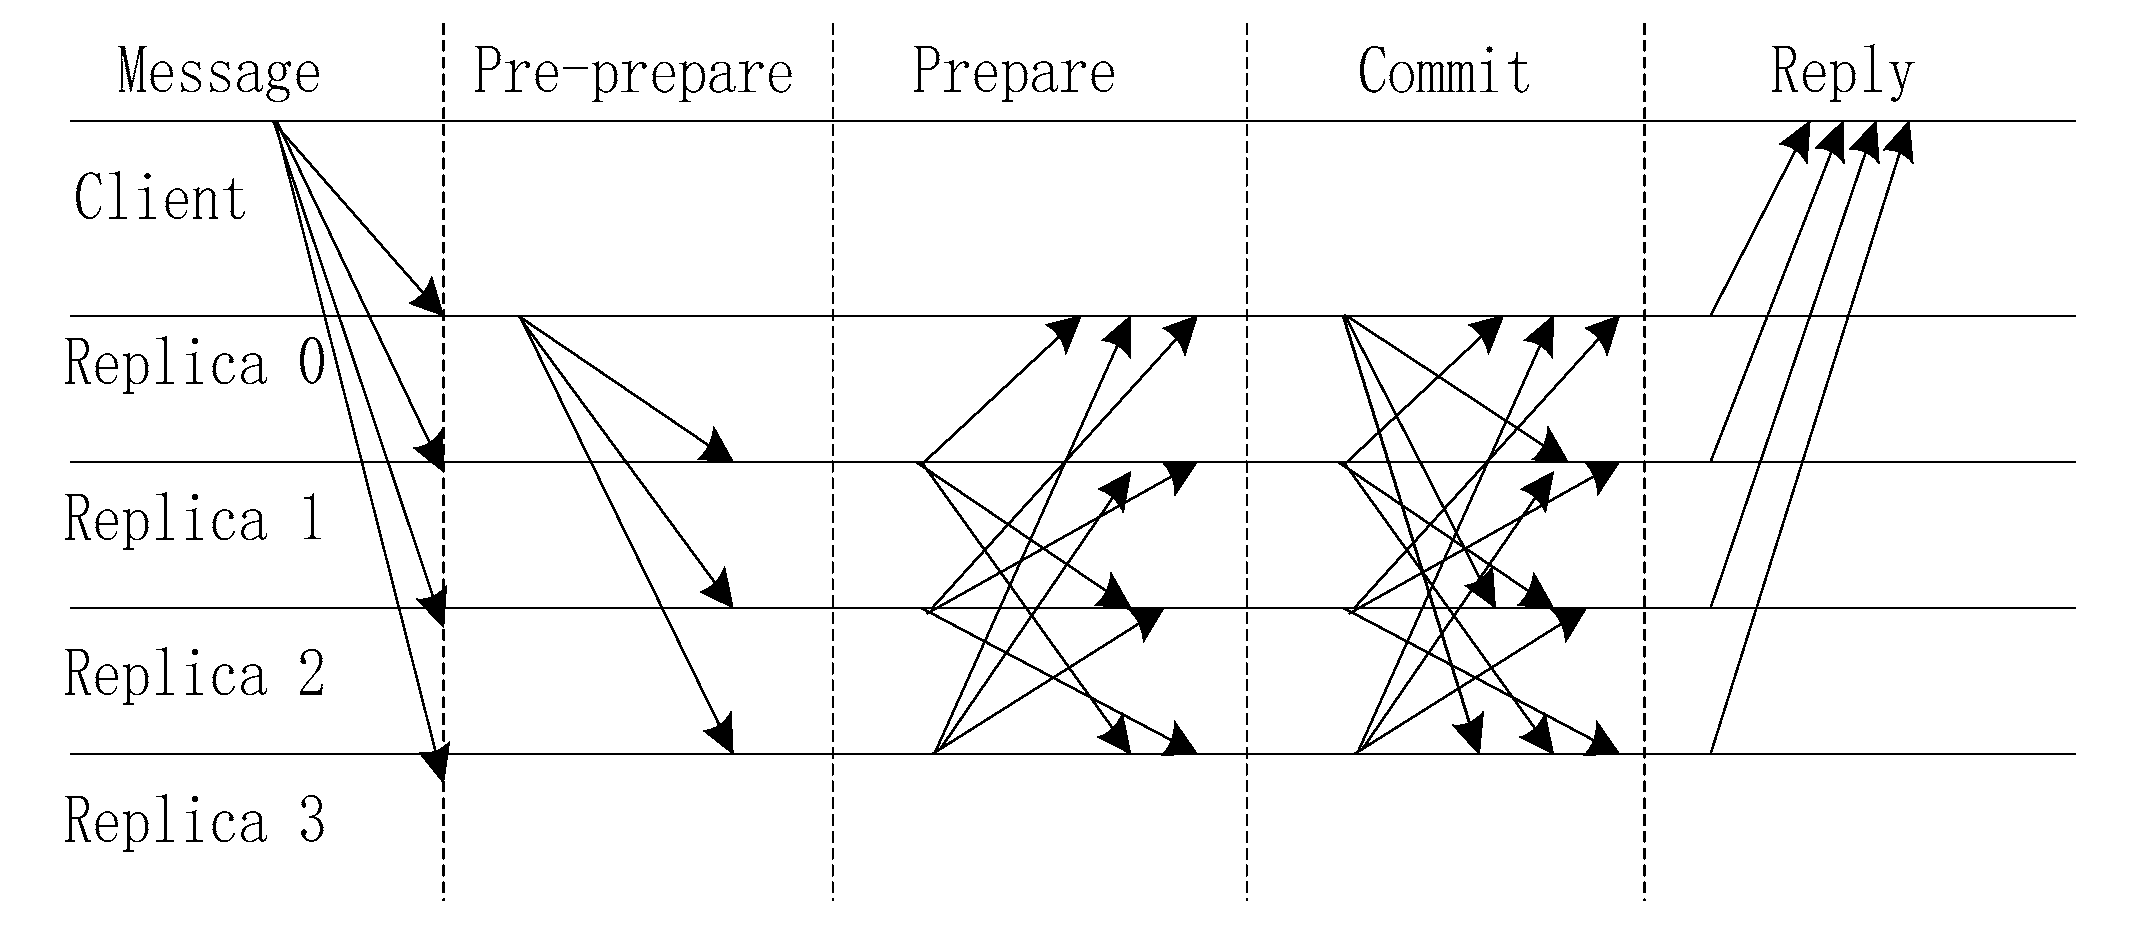 Message Pre-prepare Prepare Commit Reply
Client
Replica 0
Replica 1
Replica 2
Replica 3